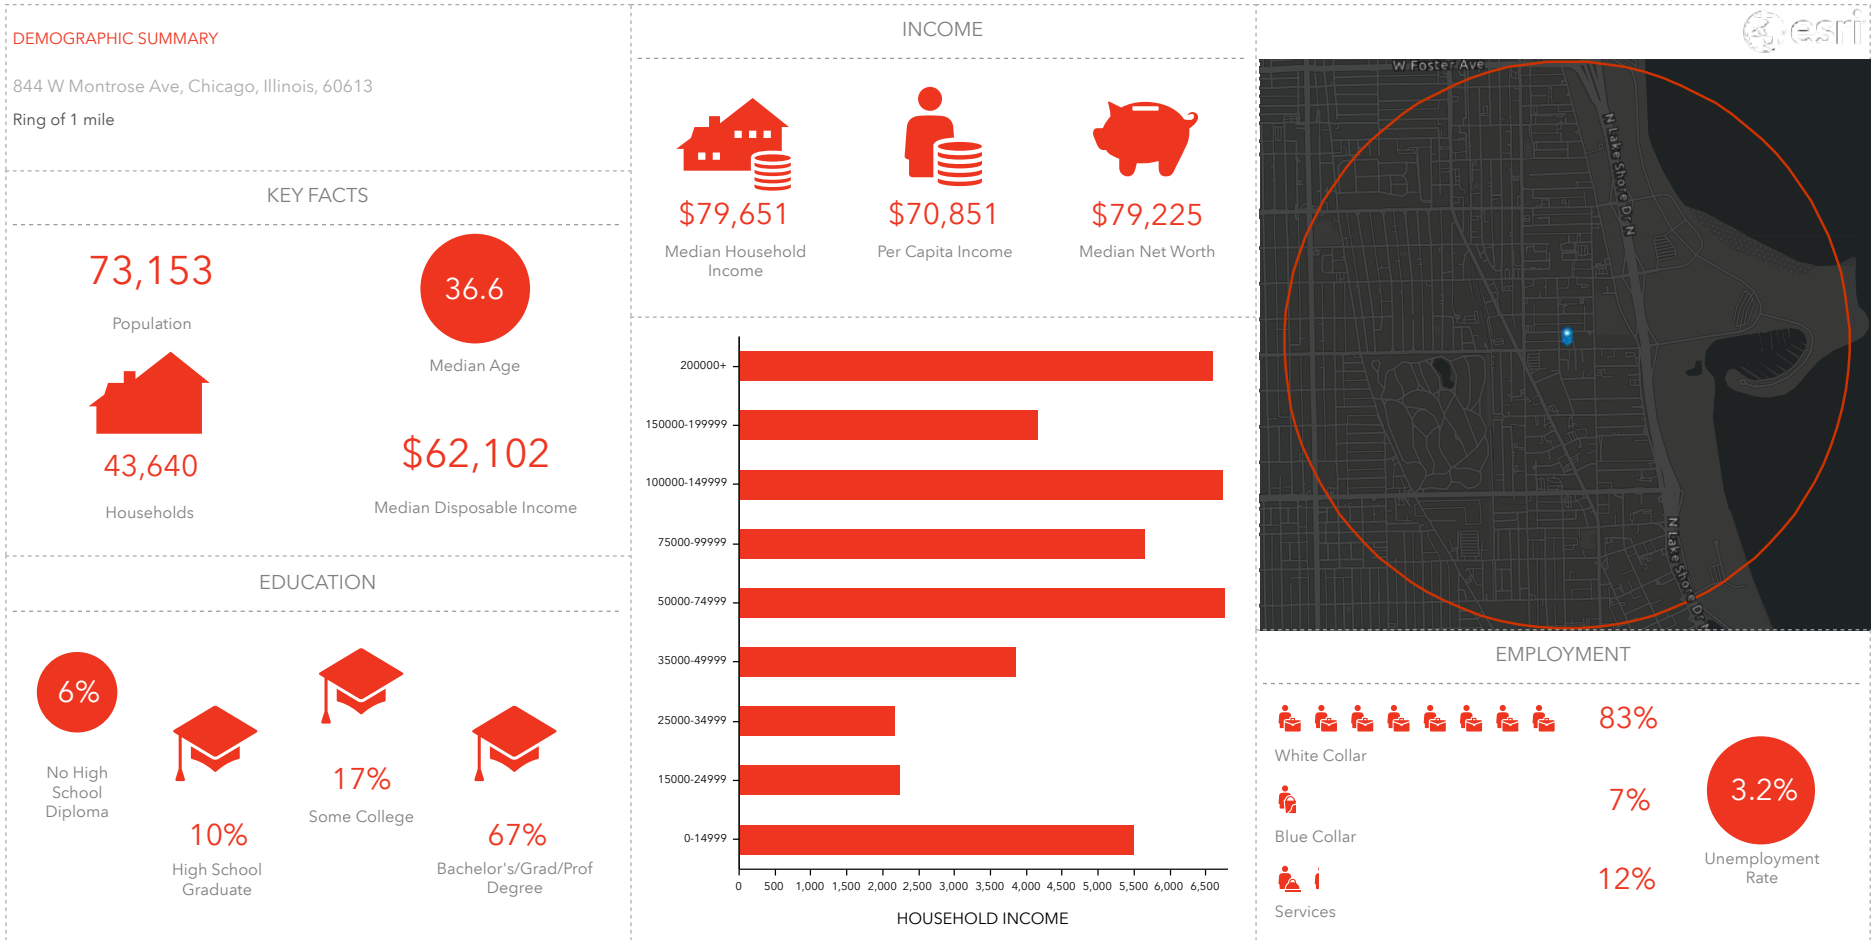 DEMOGRAPHIC SUMMARY
844 W Montrose Ave, Chicago, Illinois, 60613
Ring of 1 mile
KEY FACTS
73,153
Population
36.6
Median Age
43,640
Households
$62,102
Median Disposable Income
EDUCATION
6%
No High
School
Diploma
10%
High School
Graduate
17%
Some College
67%
Bachelor's/Grad/Prof
Degree
INCOME
$79,651
Median Household
Income
$70,851
Per Capita Income
$79,225
Median Net Worth
200000+
150000-199999
100000-149999
75000-99999
50000-74999
35000-49999
25000-34999
15000-24999
0-14999
0 500 1,000 1,500 2,000 2,500 3,000 3,500 4,000 4,500 5,000 5,500 6,000 6,500
HOUSEHOLD INCOME
esri
W Foster Ave
N Lake Shore Dr N
N Lake Shore Dr N
EMPLOYMENT
83%
White Collar
7%
Blue Collar
12%
Services
3.2%
Unemployment
Rate